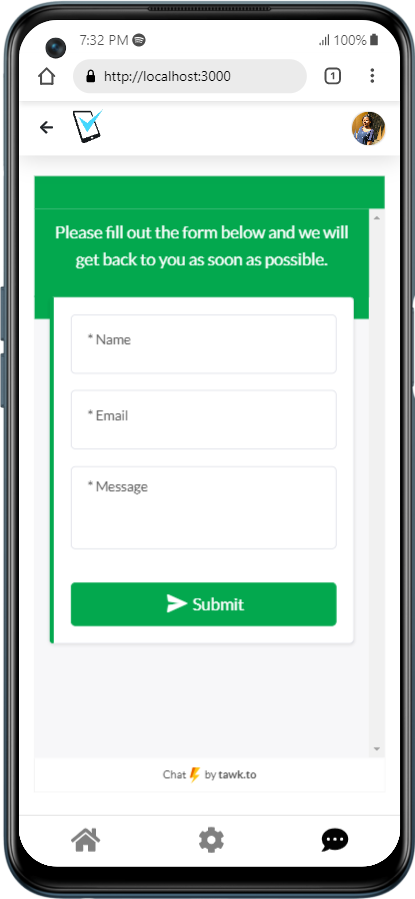 7:32 PM
100%
http://localhost:3000
1
Please fill out the form below and we will
get back to you as soon as possible.
* Name
* Email
* Message
Submit
Chat by tawk.to